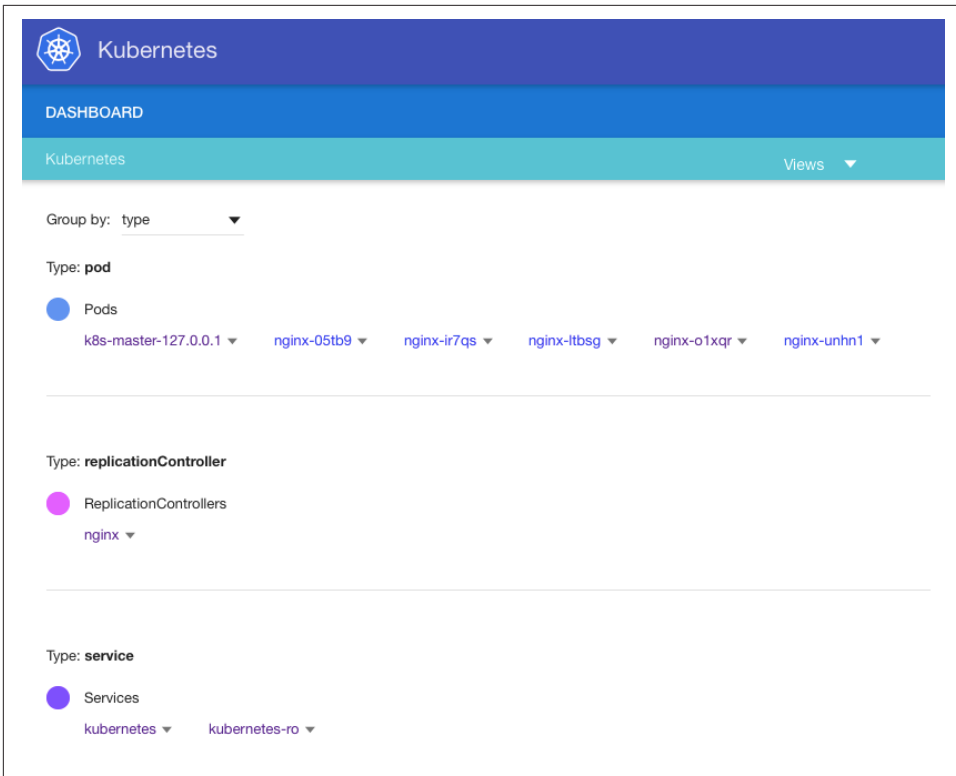 Kubernetes
DASHBOARD
Kubernetes
Views
Group by: type
Type: pod
Pods
k8s-master-127.0.0.1 nginx-05tb9 nginx-ir7qs nginx-ltbsg nginx-o1xqr nginx-unhn1
Type: replicationController
ReplicationControllers
nginx
Type: service
Services
kubernetes kubernetes-ro